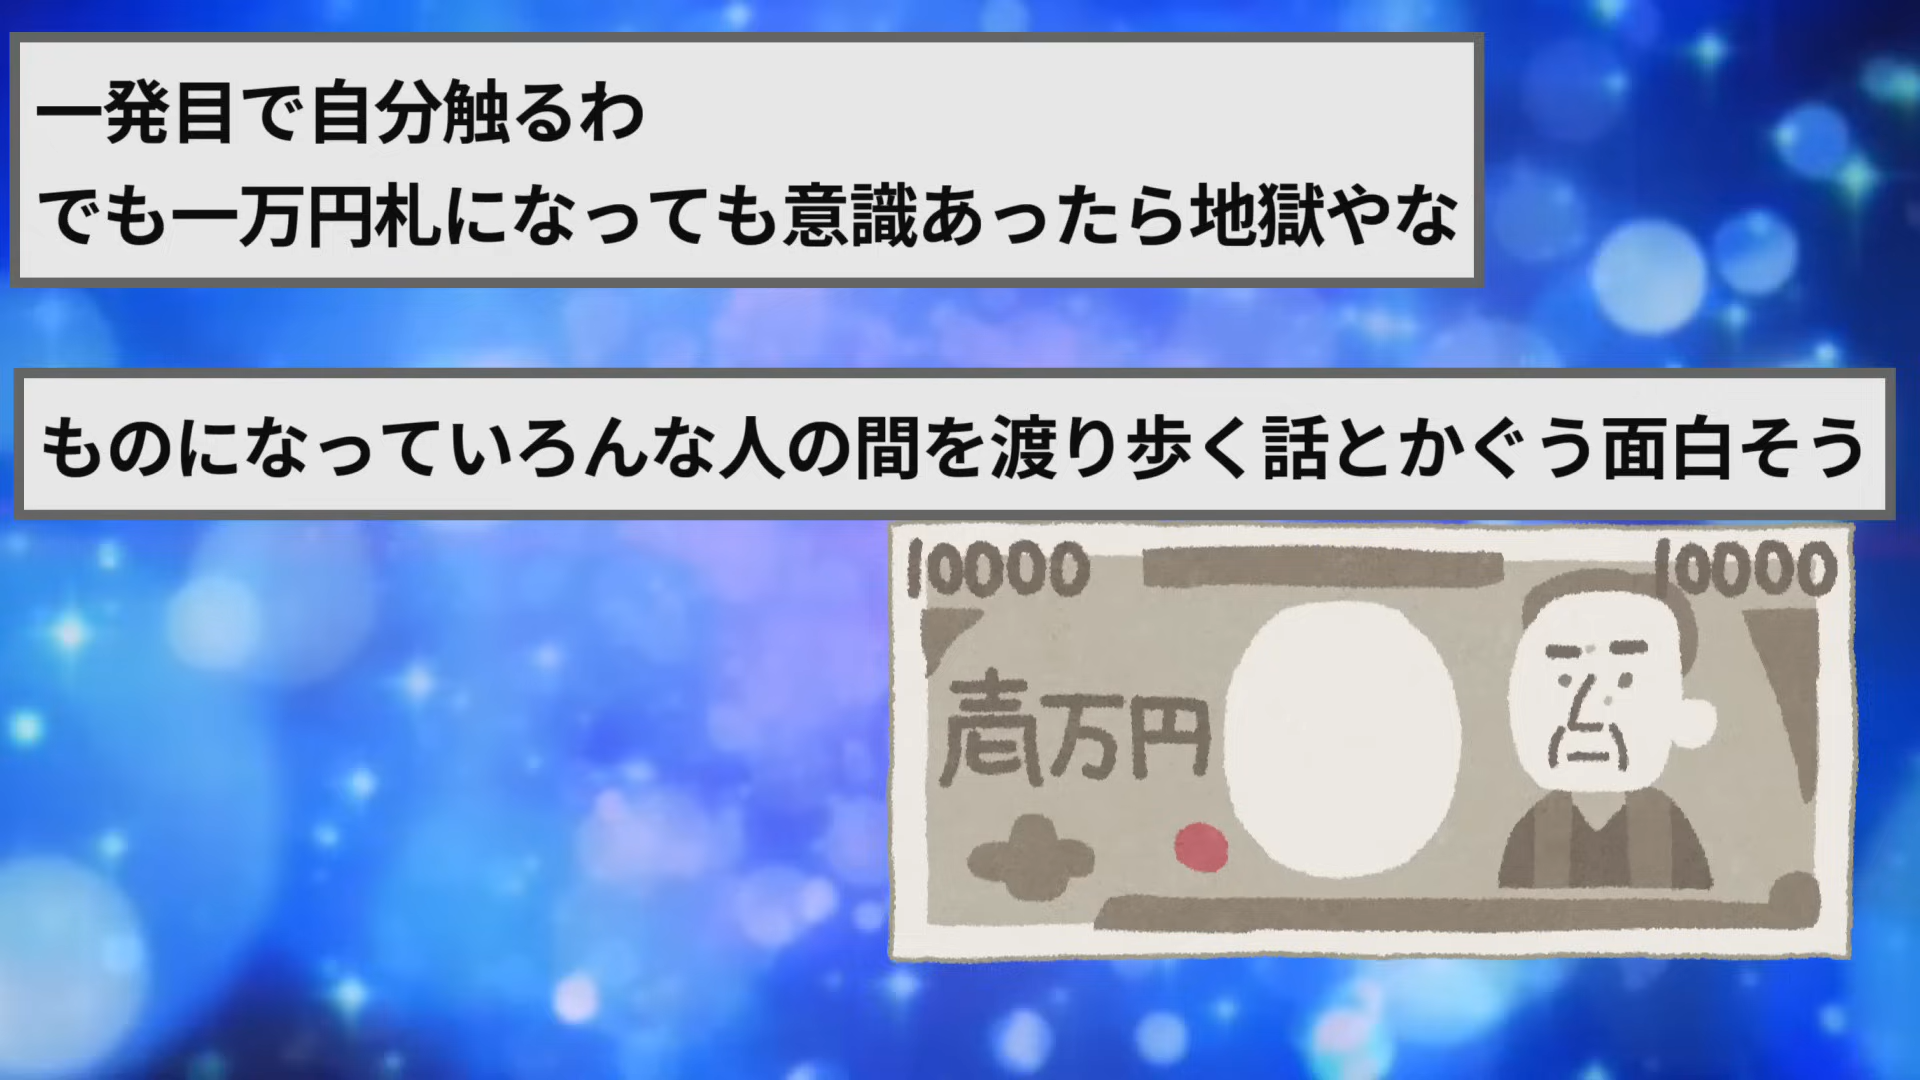 一発目で自分触るわ
でも一万円札になっても意識あったら地獄やな
ものになっていろんな人の間を渡り歩く話とかぐう面白そう
10000
10000
壱万円